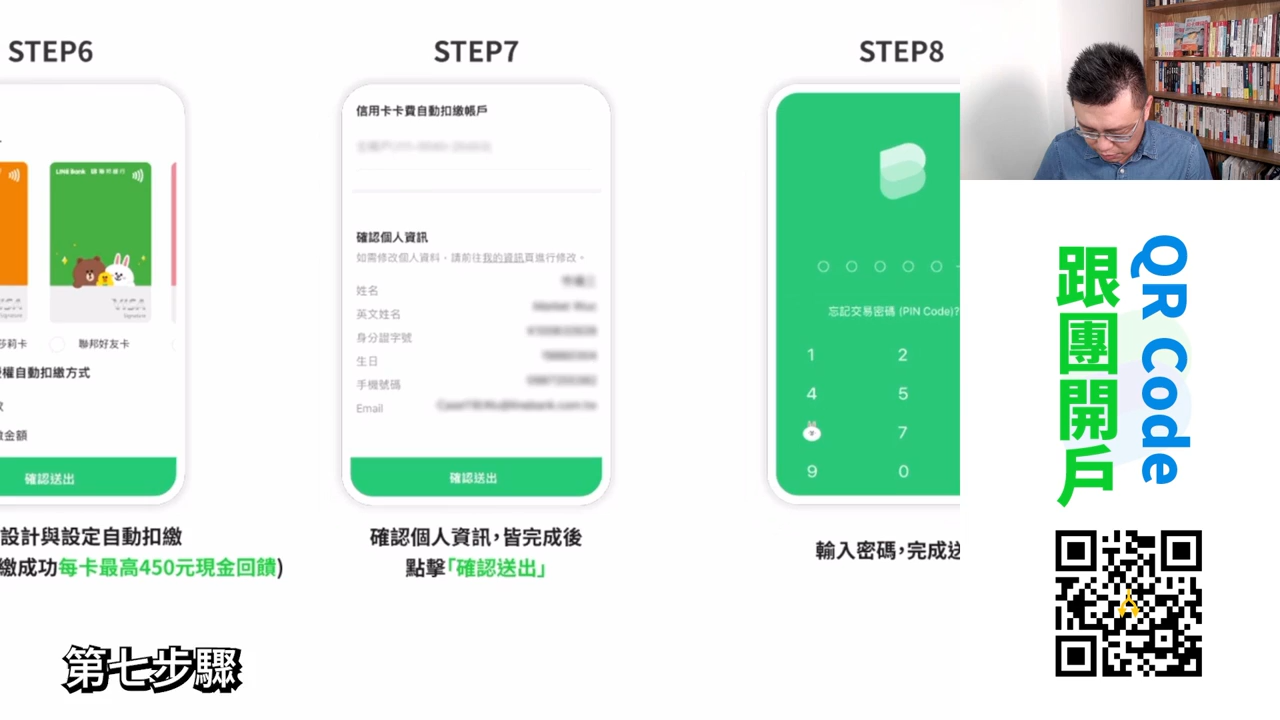 STEP6
LINE Bank
VISA
Signature
莎莉卡
聯邦好友卡
授權自動扣繳方式
繳金額
確認送出
設計與設定自動扣繳
繳成功每卡最高450元現金回饋)
STEP7
信用卡卡費自動扣繳帳戶
確認個人資訊
如需修改個人資料，請前往我的資訊頁進行修改。
姓名
英文姓名
身分證字號
生日
手機號碼
Email
確認送出
確認個人資訊，皆完成後
點擊「確認送出」
STEP8
忘記交易密碼 (PIN Code)?
1 2
4 5
7
9 0
輸入密碼，完成送
QR Code
跟團開戶
第七步驟